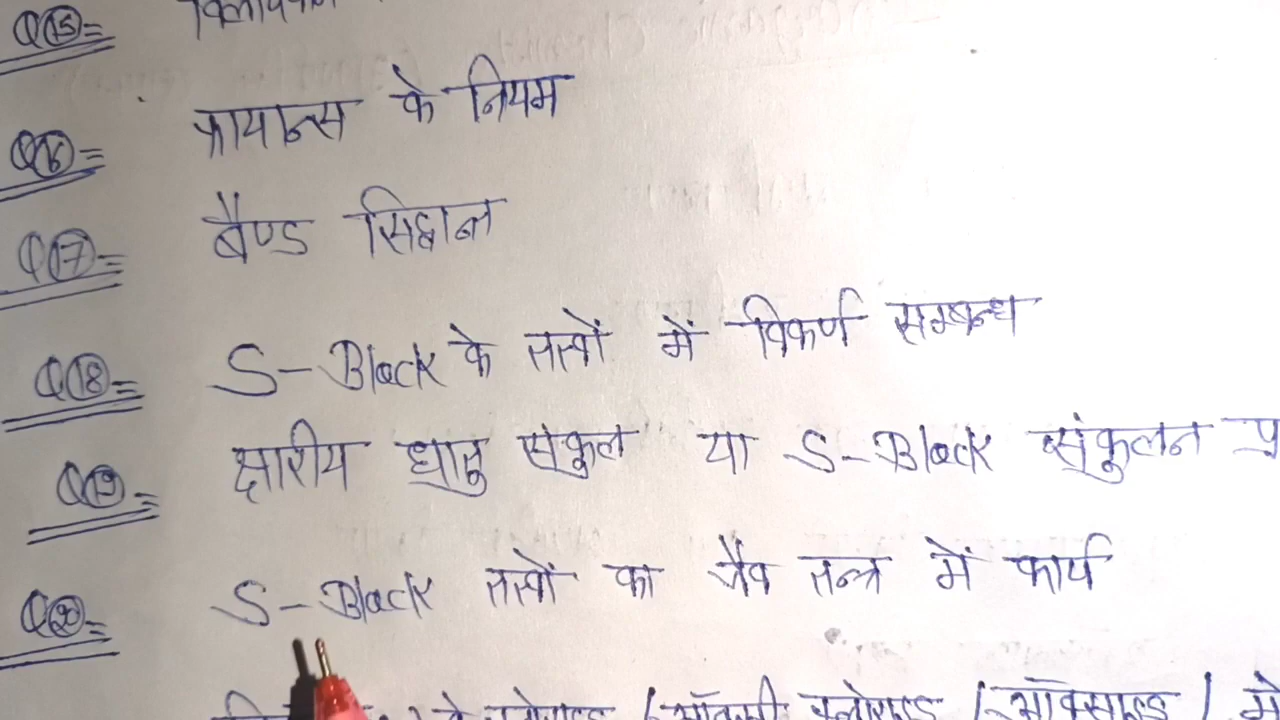 Q⑮=
Q⑯= फायान्स के नियम
Q⑰= बैण्ड सिद्धान्त
Q⑱= S-Block के तत्वों में विकर्ण सम्बन्ध
Q⑲= क्षारीय धातु संकुल या S-Block संकुलन प्र
Q⑳= S-Block तत्वों का जैव तन्त्र में कार्य